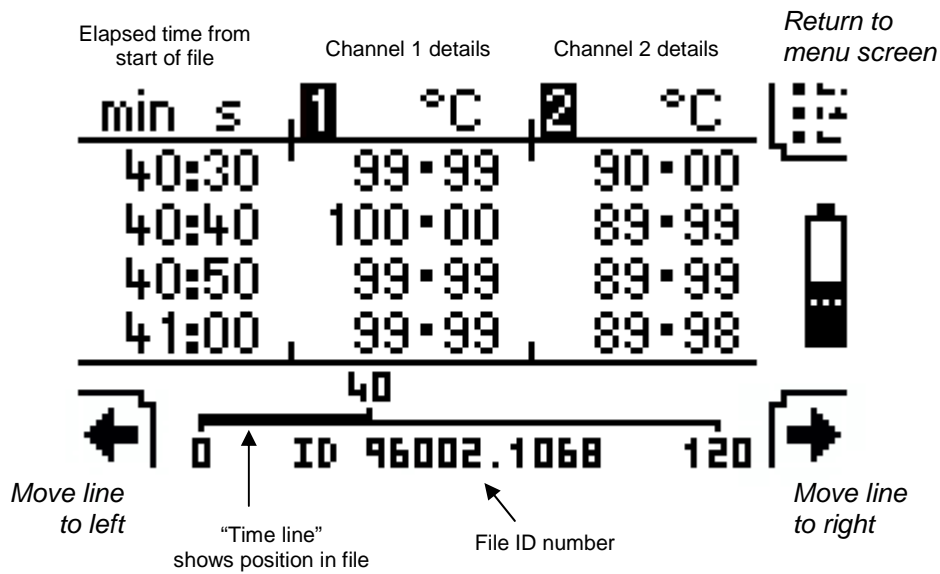 Elapsed time from
start of file
Channel 1 details
Channel 2 details
Return to
menu screen
min s 1 °C 2 °C
40:30 99.99 90.00
40:40 100.00 89.99
40:50 99.99 89.99
41:00 99.99 89.98
40
0 ID 96002.1068 120
Move line
to left
"Time line"
shows position in file
File ID number
Move line
to right